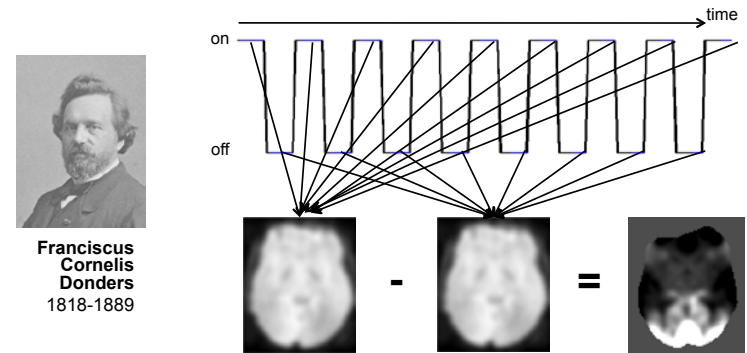 time
on
off
Franciscus
Cornelis
Donders
1818-1889
- =